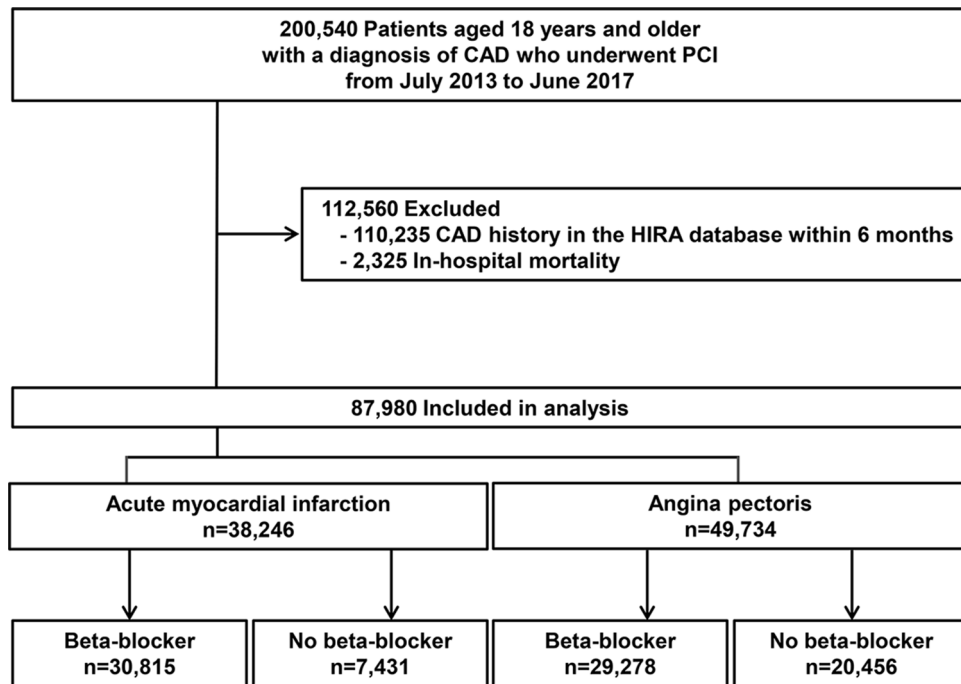 200,540 Patients aged 18 years and older
with a diagnosis of CAD who underwent PCI
from July 2013 to June 2017
112,560 Excluded
- 110,235 CAD history in the HIRA database within 6 months
- 2,325 In-hospital mortality
87,980 Included in analysis
Acute myocardial infarction
n=38,246
Angina pectoris
n=49,734
Beta-blocker
n=30,815
No beta-blocker
n=7,431
Beta-blocker
n=29,278
No beta-blocker
n=20,456